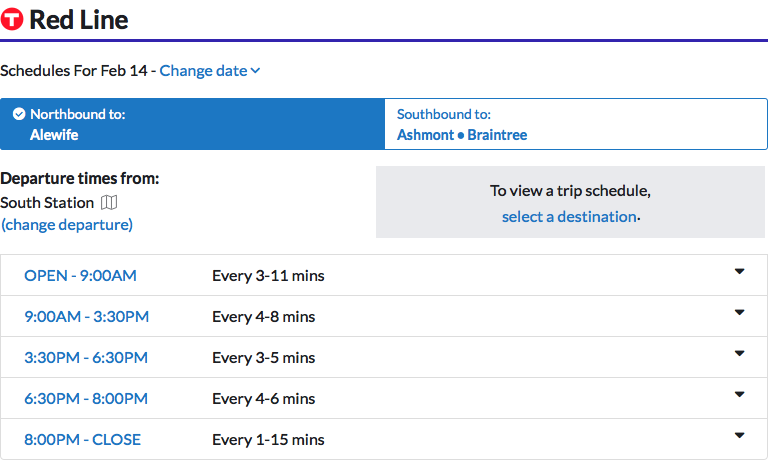 T Red Line
Schedules For Feb 14 - Change date
Northbound to:
Alewife
Southbound to:
Ashmont • Braintree
Departure times from:
South Station
(change departure)
To view a trip schedule,
select a destination.
OPEN - 9:00AM Every 3-11 mins
9:00AM - 3:30PM Every 4-8 mins
3:30PM - 6:30PM Every 3-5 mins
6:30PM - 8:00PM Every 4-6 mins
8:00PM - CLOSE Every 1-15 mins